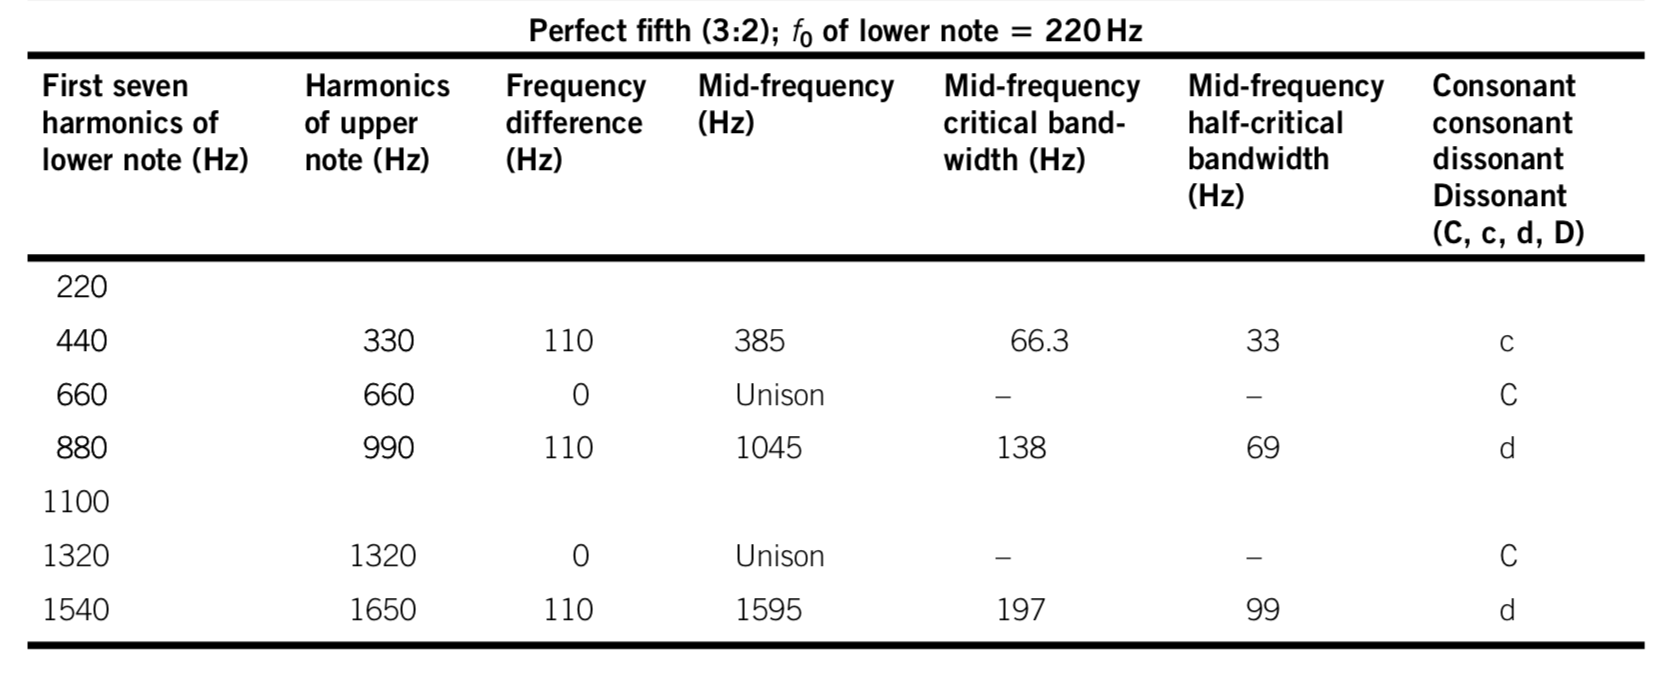 Perfect fifth (3:2); f0 of lower note = 220 Hz
First seven harmonics of lower note (Hz) Harmonics of upper note (Hz) Frequency difference (Hz) Mid-frequency (Hz) Mid-frequency critical band-width (Hz) Mid-frequency half-critical bandwidth (Hz) Consonant consonant dissonant Dissonant (C, c, d, D)
220
440 330 110 385 66.3 33 c
660 660 0 Unison – – C
880 990 110 1045 138 69 d
1100
1320 1320 0 Unison – – C
1540 1650 110 1595 197 99 d